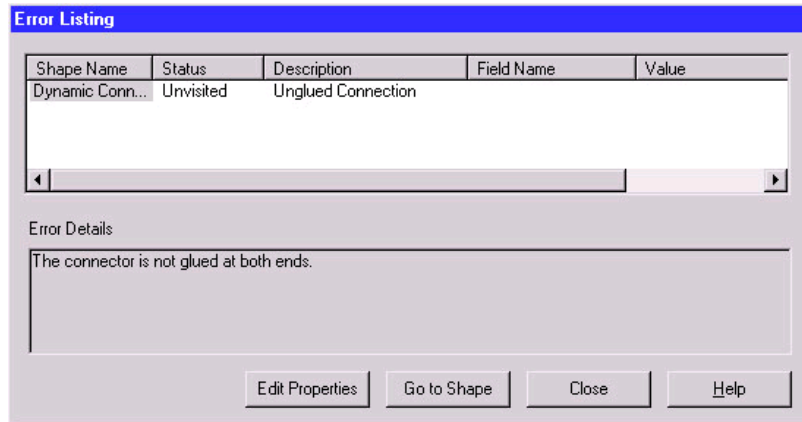 Error Listing
Shape Name Status Description Field Name Value
Dynamic Conn... Unvisited Unglued Connection
Error Details
The connector is not glued at both ends.
Edit Properties Go to Shape Close Help